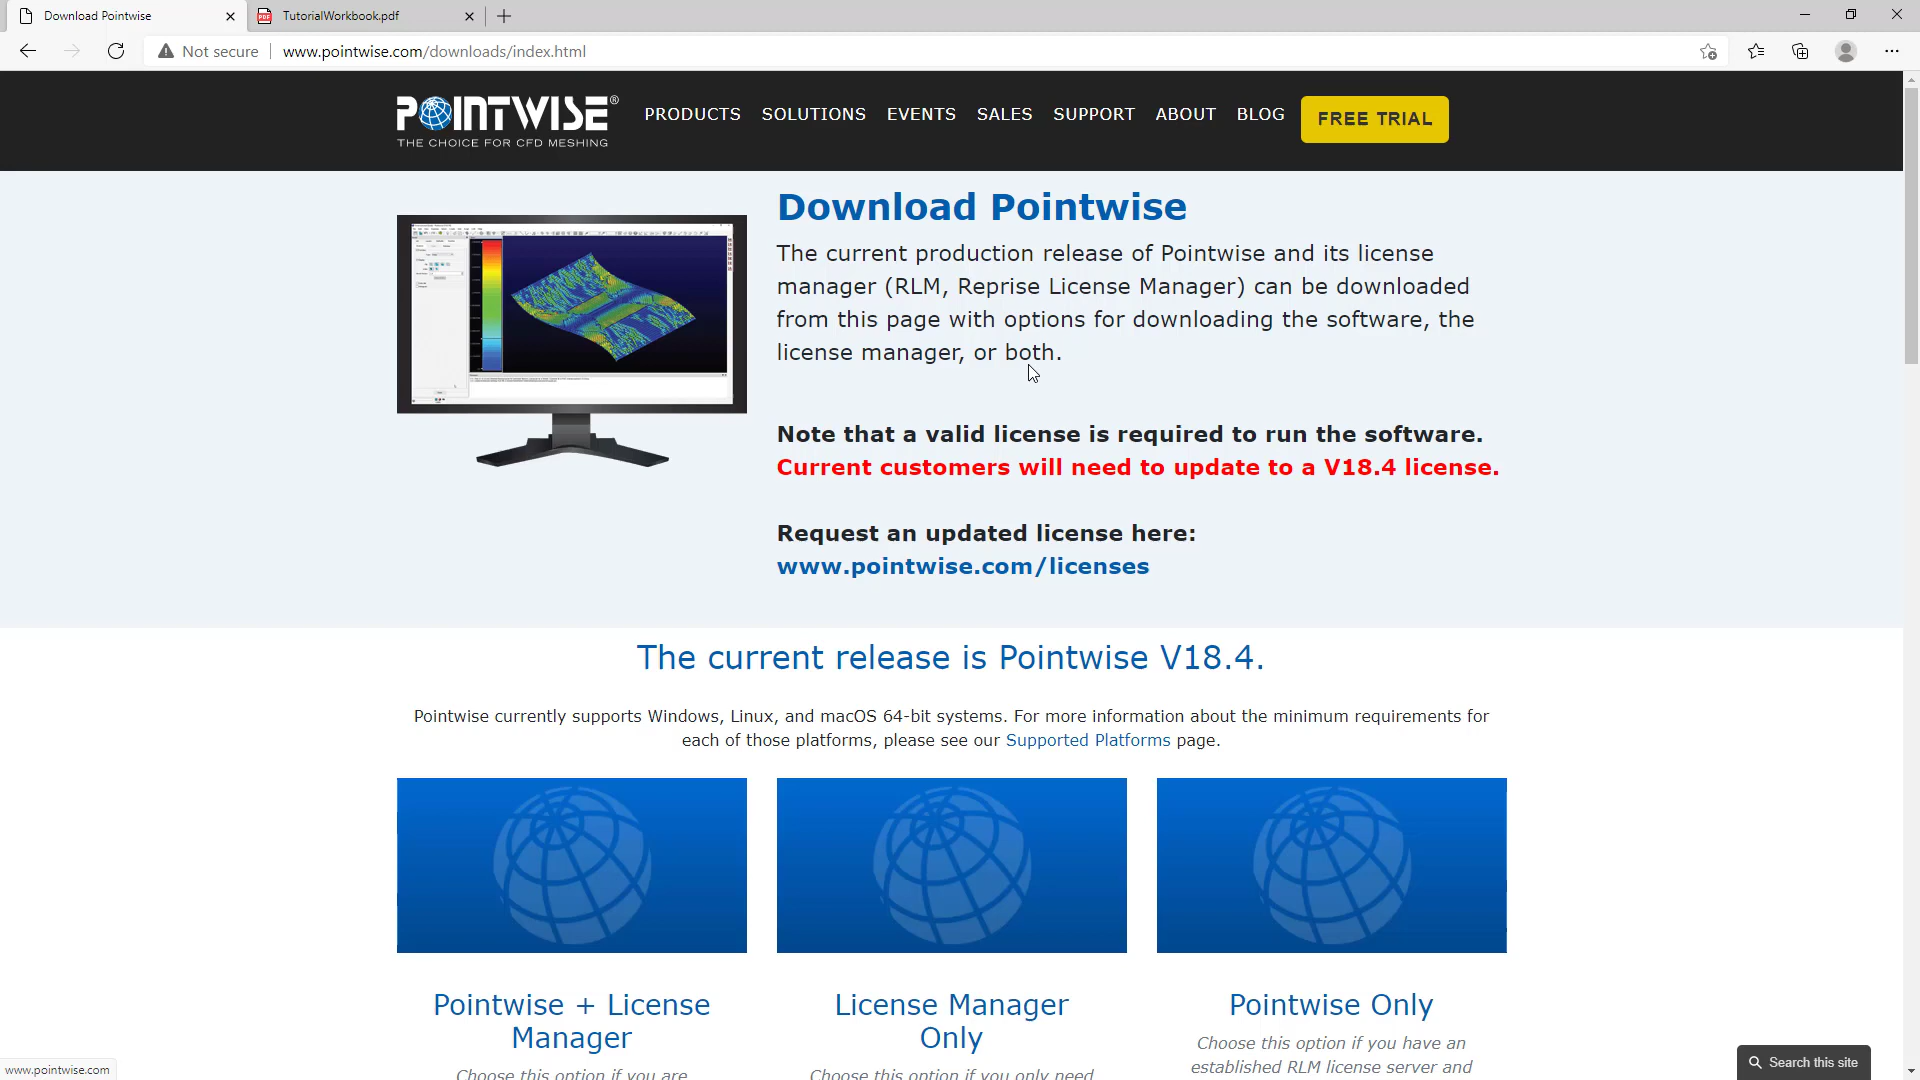 Download Pointwise
TutorialWorkbook.pdf
Not secure
www.pointwise.com/downloads/index.html
POINTWISE®
THE CHOICE FOR CFD MESHING
PRODUCTS SOLUTIONS EVENTS SALES SUPPORT ABOUT BLOG FREE TRIAL
Download Pointwise
The current production release of Pointwise and its license
manager (RLM, Reprise License Manager) can be downloaded
from this page with options for downloading the software, the
license manager, or both.
Note that a valid license is required to run the software.
Current customers will need to update to a V18.4 license.
Request an updated license here:
www.pointwise.com/licenses
The current release is Pointwise V18.4.
Pointwise currently supports Windows, Linux, and macOS 64-bit systems. For more information about the minimum requirements for
each of those platforms, please see our Supported Platforms page.
Pointwise + License
Manager
Choose this option if you are
License Manager
Only
Choose this option if you only need
Pointwise Only
Choose this option if you have an
established RLM license server and
Search this site
www.pointwise.com